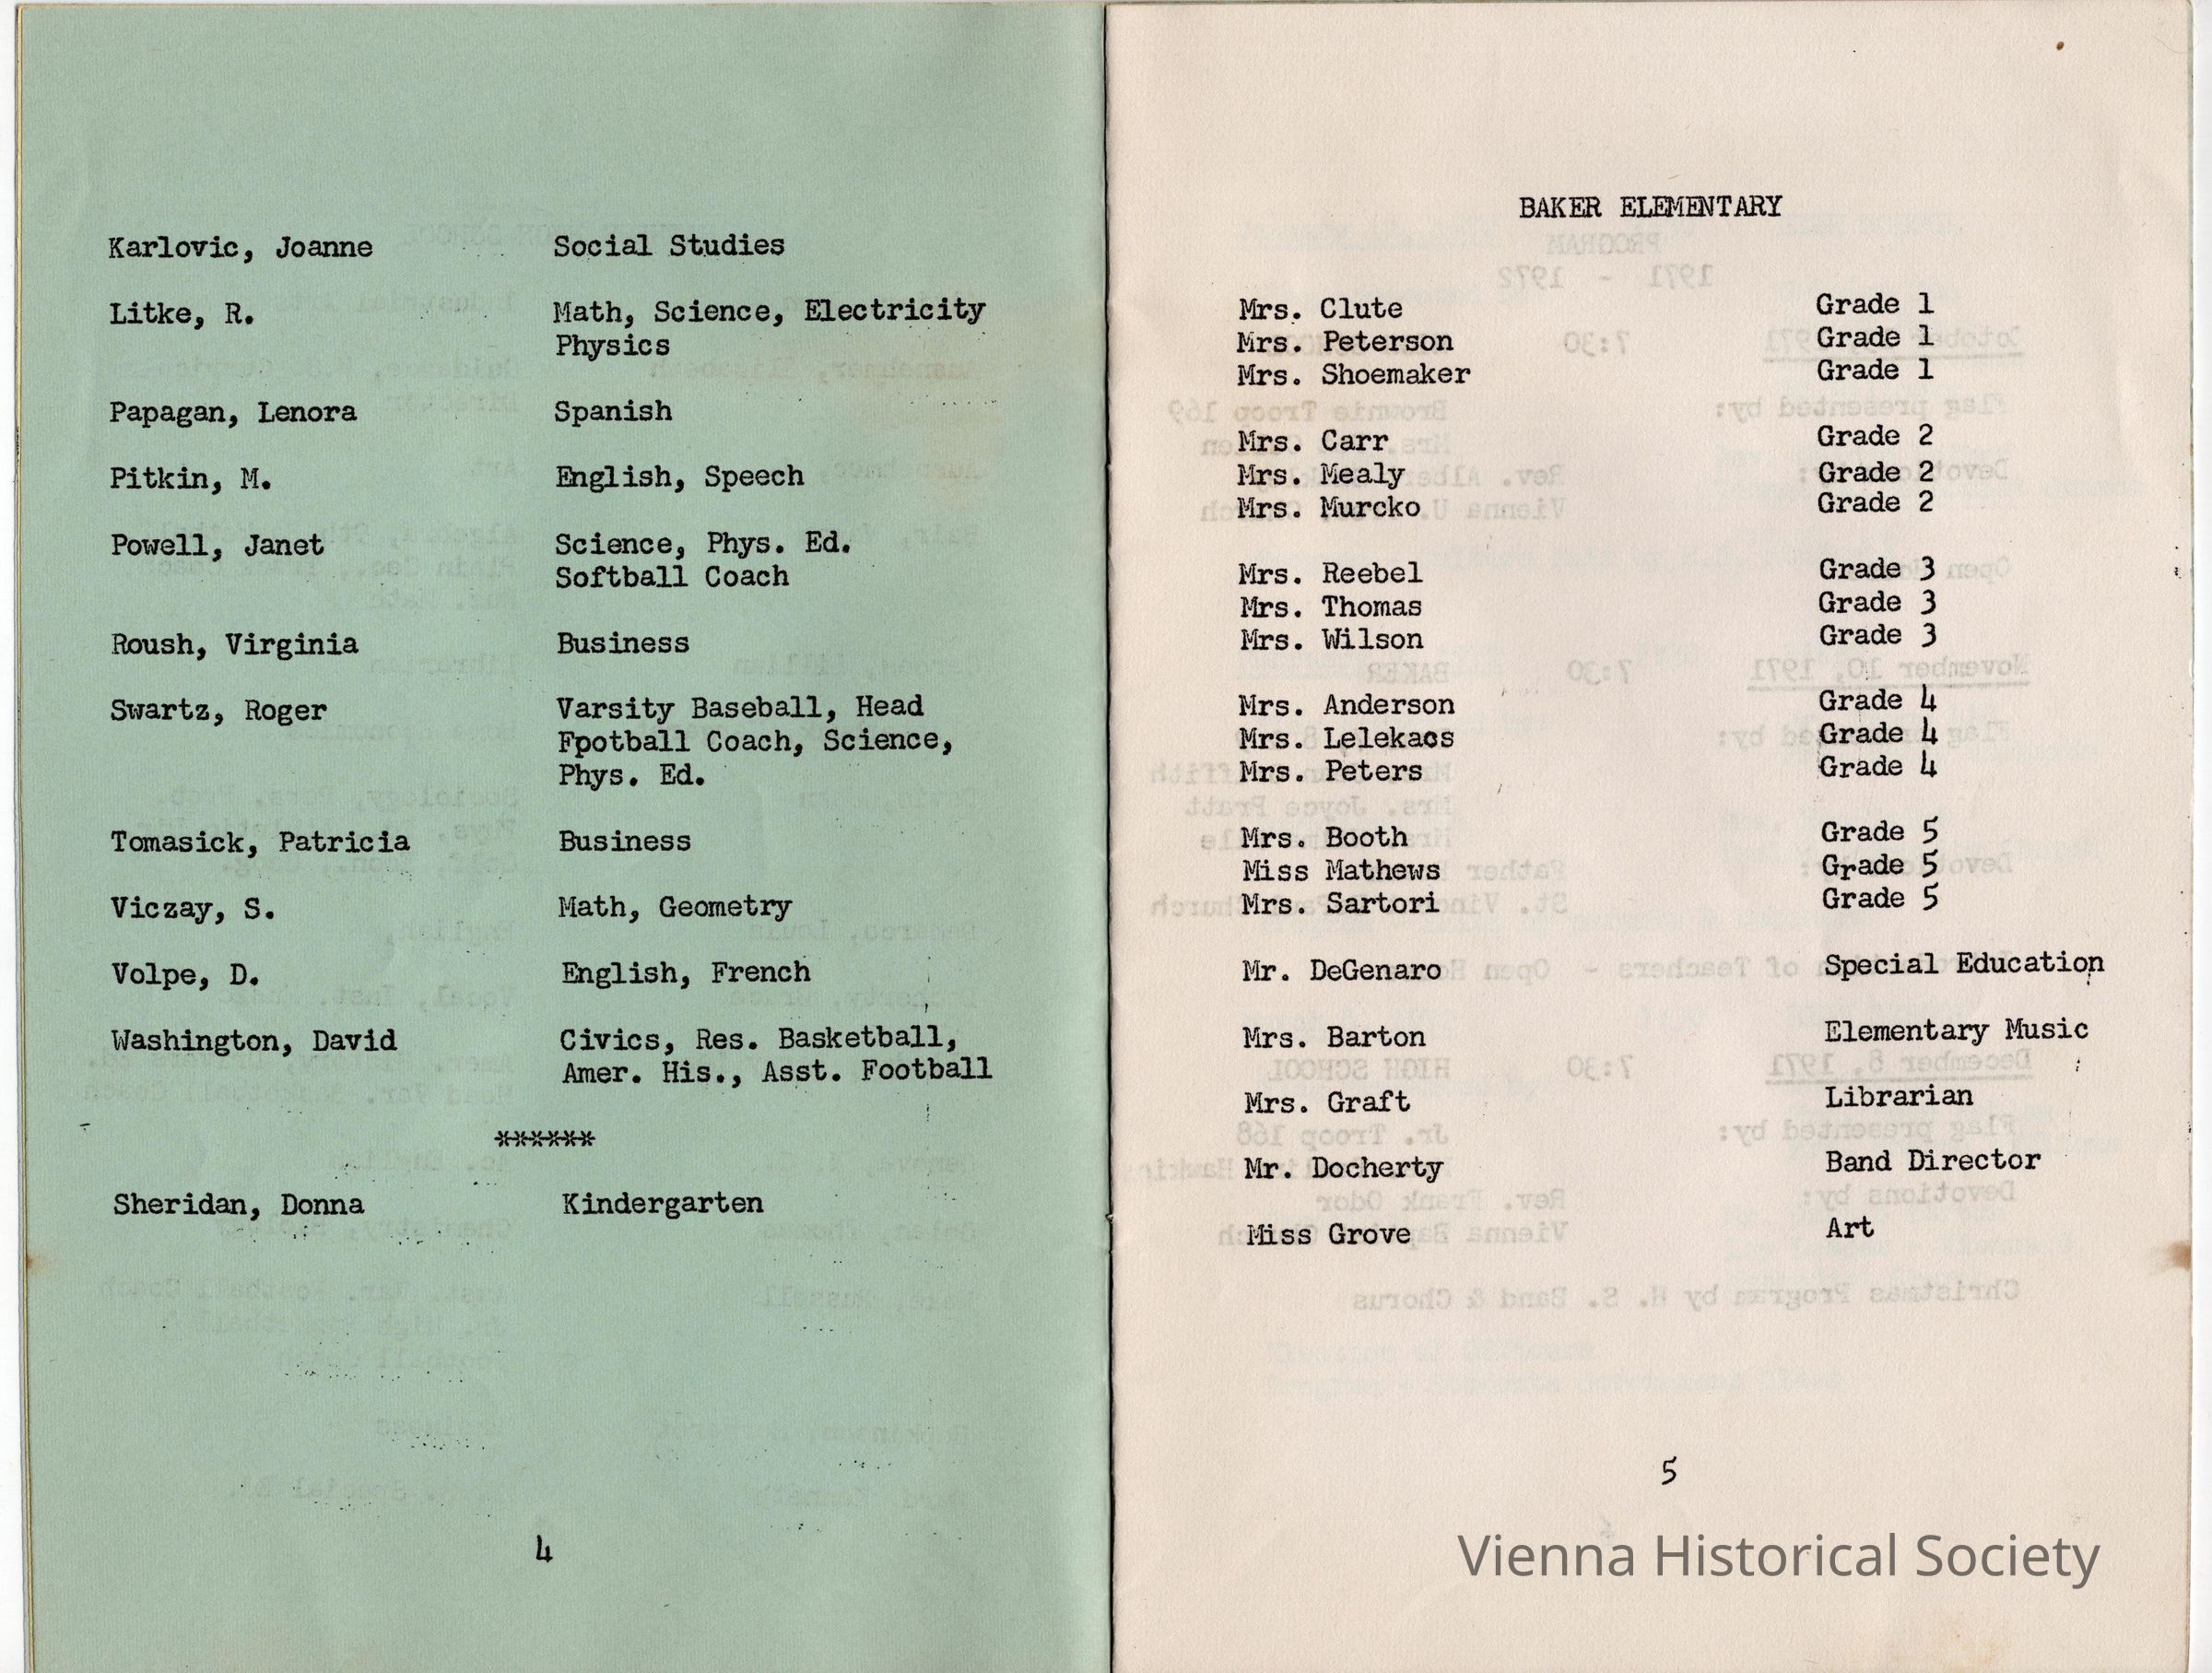 Karlovic, Joanne Social Studies
Litke, R. Math, Science, Electricity
Physics
Papagan, Lenora Spanish
Pitkin, M. English, Speech
Powell, Janet Science, Phys. Ed.
Softball Coach
Roush, Virginia Business
Swartz, Roger Varsity Baseball, Head
Fpotball Coach, Science,
Phys. Ed.
Tomasick, Patricia Business
Viczay, S. Math, Geometry
Volpe, D. English, French
Washington, David Civics, Res. Basketball,
Amer. His., Asst. Football
******
Sheridan, Donna Kindergarten
4
BAKER ELEMENTARY
Mrs. Clute Grade 1
Mrs. Peterson Grade 1
Mrs. Shoemaker Grade 1
Mrs. Carr Grade 2
Mrs. Mealy Grade 2
Mrs. Murcko Grade 2
Mrs. Reebel Grade 3
Mrs. Thomas Grade 3
Mrs. Wilson Grade 3
Mrs. Anderson Grade 4
Mrs. Lelekacs Grade 4
Mrs. Peters Grade 4
Mrs. Booth Grade 5
Miss Mathews Grade 5
Mrs. Sartori Grade 5
Mr. DeGenaro Special Education
Mrs. Barton Elementary Music
Mrs. Graft Librarian
Mr. Docherty Band Director
Miss Grove Art
5
Vienna Historical Society